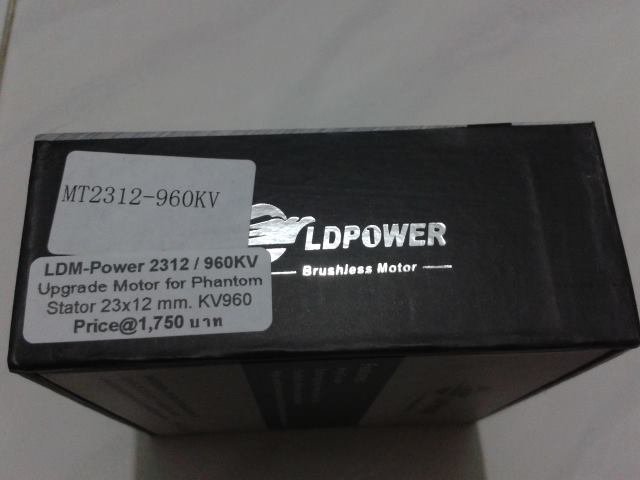 MT2312-960KV
LDPOWER
Brushless Motor
LDM-Power 2312 / 960KV
Upgrade Motor for Phantom
Stator 23x12 mm. KV960
Price@1,750 บาท